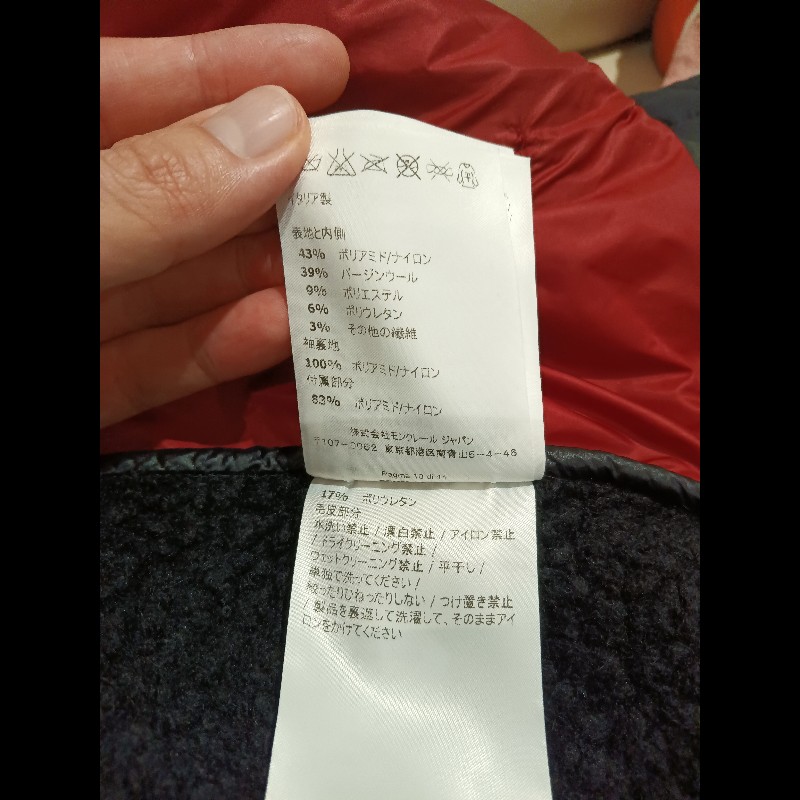 イタリア製
表地と内側
43% ポリアミド/ナイロン
39% バージンウール
9% ポリエステル
6% ポリウレタン
3% その他の繊維
袖裏地
100% ポリアミド/ナイロン
付属部分
83% ポリアミド/ナイロン
株式会社モンクレール ジャパン
〒107-0062 東京都港区南青山5-4-46
Pagina 10 di 11
17% ポリウレタン
毛皮部分
水洗い禁止 / 漂白禁止 / アイロン禁止
/ ドライクリーニング禁止 /
ウェットクリーニング禁止 / 平干し /
単独で洗ってください /
絞ったりひねったりしない / つけ置き禁止
/ 製品を裏返して洗濯して、そのままアイ
ロンをかけてください